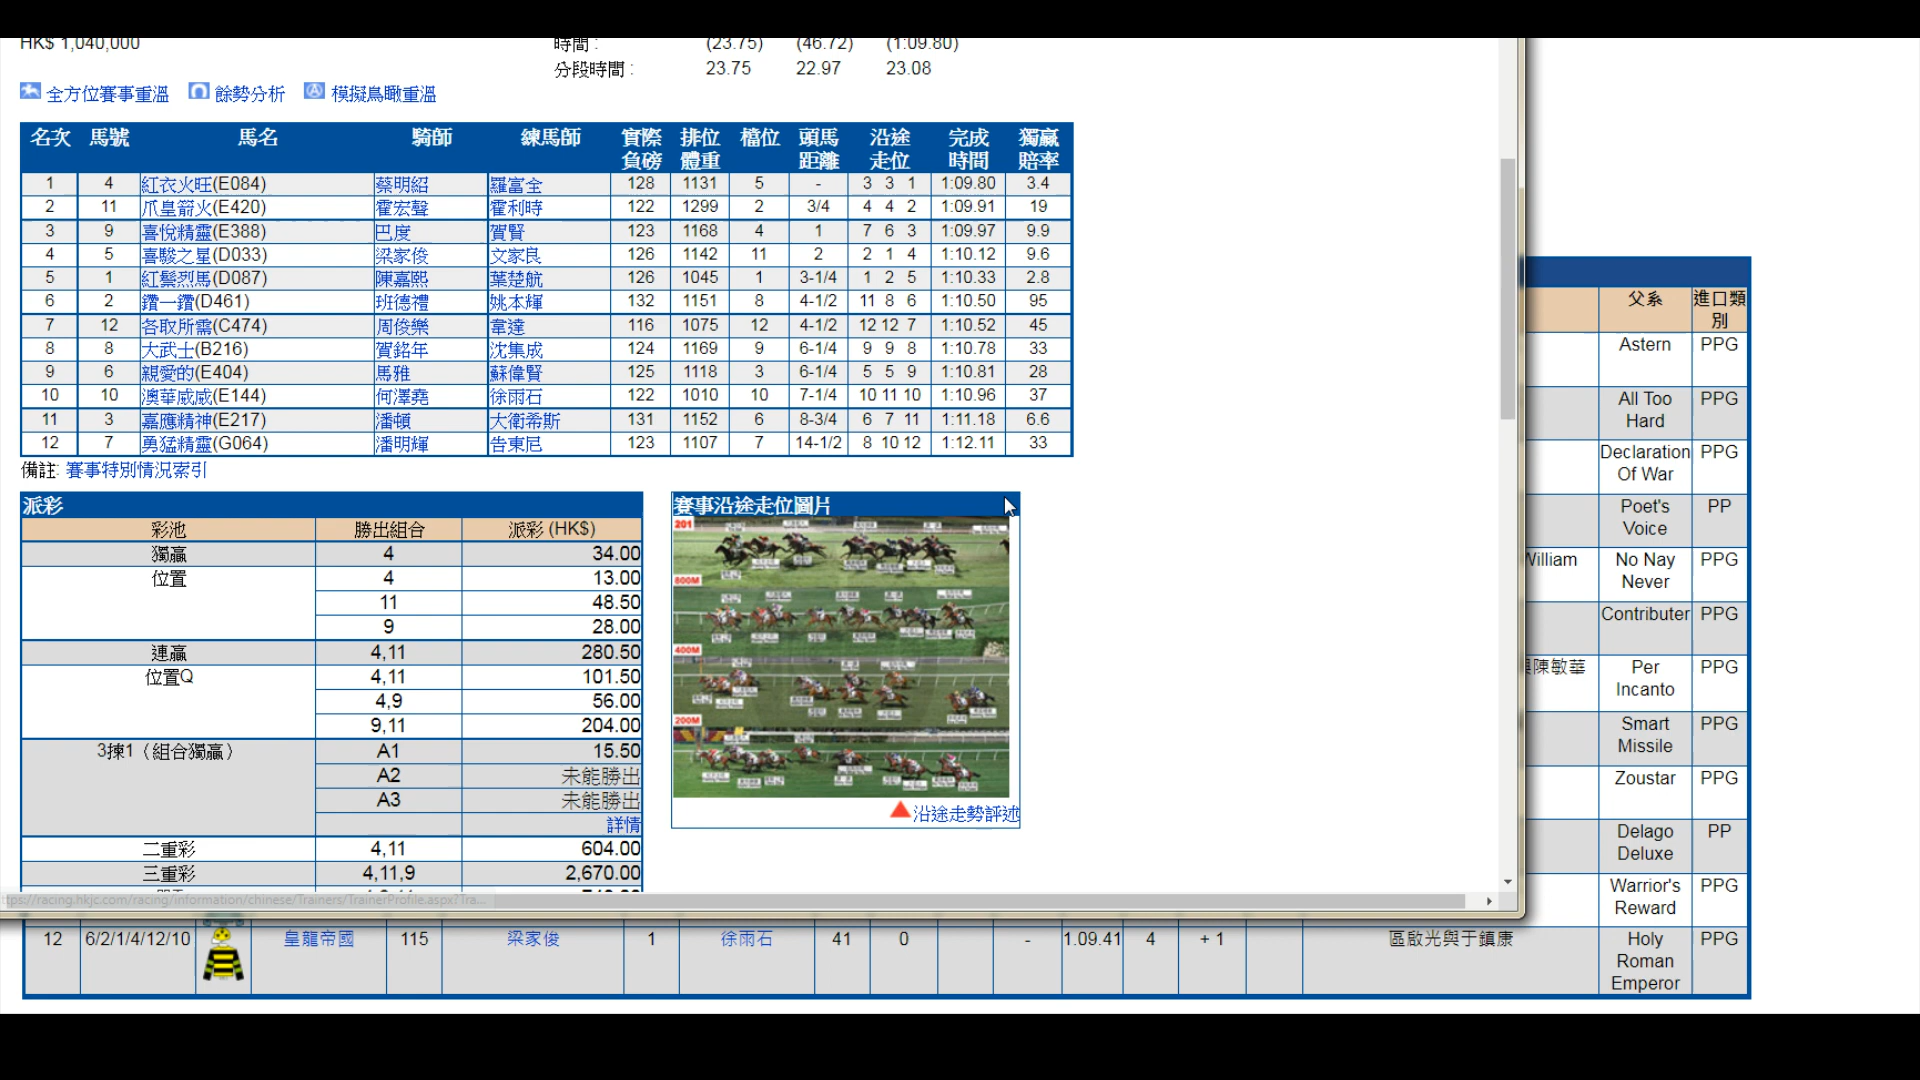 HK$ 1,040,000
時間 : (23.75) (46.72) (1:09.80)
分段時間 : 23.75 22.97 23.08
全方位賽事重溫 餘勢分析 模擬鳥瞰重溫
名次 馬號 馬名 騎師 練馬師 實際負磅 排位體重 檔位 頭馬距離 沿途走位 完成時間 獨贏賠率
1 4 紅衣火旺(E084) 蔡明紹 羅富全 128 1131 5 - 3 3 1 1:09.80 3.4
2 11 爪皇箭火(E420) 霍宏聲 霍利時 122 1299 2 3/4 4 4 2 1:09.91 19
3 9 喜悅精靈(E388) 巴度 賀賢 123 1168 4 1 7 6 3 1:09.97 9.9
4 5 喜駿之星(D033) 梁家俊 文家良 126 1142 11 2 2 1 4 1:10.12 9.6
5 1 紅鬃烈馬(D087) 陳嘉熙 葉楚航 126 1045 1 3-1/4 1 2 5 1:10.33 2.8
6 2 鑽一鑽(D461) 班德禮 姚本輝 132 1151 8 4-1/2 11 8 6 1:10.50 95
7 12 各取所需(C474) 周俊樂 韋達 116 1075 12 4-1/2 12 12 7 1:10.52 45
8 8 大武士(B216) 賀銘年 沈集成 124 1169 9 6-1/4 9 9 8 1:10.78 33
9 6 親愛的(E404) 馬雅 蘇偉賢 125 1118 3 6-1/4 5 5 9 1:10.81 28
10 10 澳華威威(E144) 何澤堯 徐雨石 122 1010 10 7-1/4 10 11 10 1:10.96 37
11 3 嘉應精神(E217) 潘頓 大衛希斯 131 1152 6 8-3/4 6 7 11 1:11.18 6.6
12 7 勇猛精靈(G064) 潘明輝 告東尼 123 1107 7 14-1/2 8 10 12 1:12.11 33
備註: 賽事特別情況索引
派彩
彩池 勝出組合 派彩 (HK$)
獨贏 4 34.00
位置 4 13.00
11 48.50
9 28.00
連贏 4,11 280.50
位置Q 4,11 101.50
4,9 56.00
9,11 204.00
3揀1（組合獨贏） A1 15.50
A2 未能勝出
A3 未能勝出
詳情
二重彩 4,11 604.00
三重彩 4,11,9 2,670.00
賽事沿途走位圖片
201
800M
400M
200M
沿途走勢評述
ttps://racing.hkjc.com/racing/information/chinese/Trainers/TrainerProfile.aspx?Tra...
父系 進口類別
Astern PPG
All Too Hard PPG
Declaration Of War PPG
Poet's Voice PP
William No Nay Never PPG
Contributer PPG
陳敏華 Per Incanto PPG
Smart Missile PPG
Zoustar PPG
Delago Deluxe PP
Warrior's Reward PPG
12 6/2/1/4/12/10 皇龍帝國 115 梁家俊 1 徐雨石 41 0 - 1.09.41 4 + 1 - 區啟光與于鎮康 Holy Roman Emperor PPG